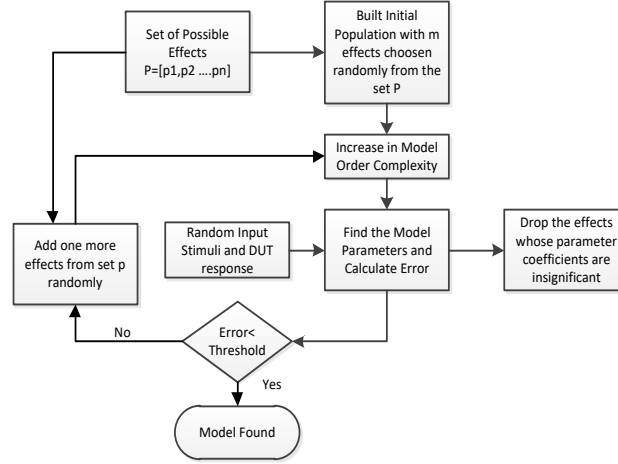 Set of Possible
Effects
P=[p1,p2 ....pn]
Built Initial
Population with m
effects choosen
randomly from the
set P
Increase in Model
Order Complexity
Add one more
effects from set p
randomly
Random Input
Stimuli and DUT
response
Find the Model
Parameters and
Calculate Error
Drop the effects
whose parameter
coefficients are
insignificant
No
Error<
Threshold
Yes
Model Found